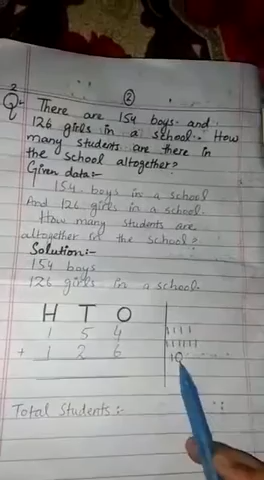 ②
2
Q:- There are 154 boys and
126 girls in a school. How
many students are there in
the school altogether?
Given data:-
154 boys in a school
And 126 girls in a school.
How many students are
altogether in the school?
Solution:-
154 boys
126 girls in a school.
H T O
1 5 4
+ 1 2 6
10
Total Students:-